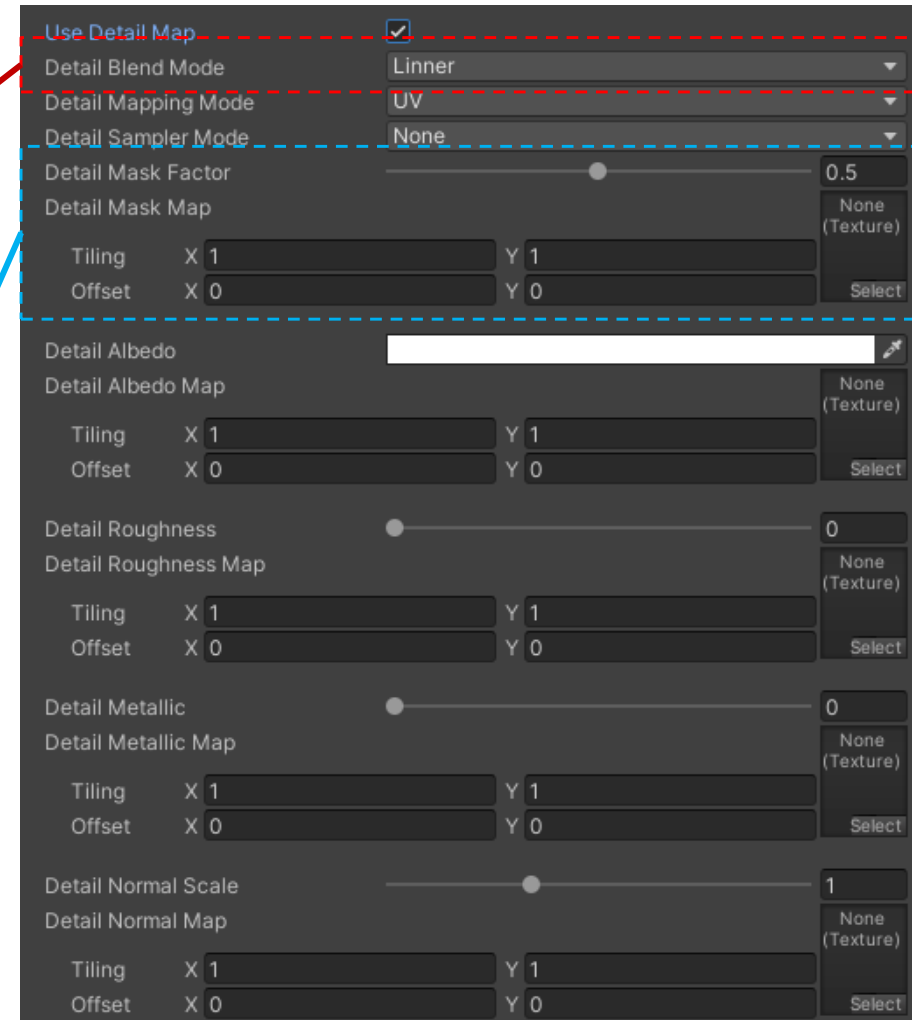 Use Detail Map
Detail Blend Mode Linner
Detail Mapping Mode UV
Detail Sampler Mode None
Detail Mask Factor 0.5
Detail Mask Map None
(Texture)
Tiling X 1 Y 1
Offset X 0 Y 0 Select
Detail Albedo
Detail Albedo Map None
(Texture)
Tiling X 1 Y 1
Offset X 0 Y 0 Select
Detail Roughness 0
Detail Roughness Map None
(Texture)
Tiling X 1 Y 1
Offset X 0 Y 0 Select
Detail Metallic 0
Detail Metallic Map None
(Texture)
Tiling X 1 Y 1
Offset X 0 Y 0 Select
Detail Normal Scale 1
Detail Normal Map None
(Texture)
Tiling X 1 Y 1
Offset X 0 Y 0 Select